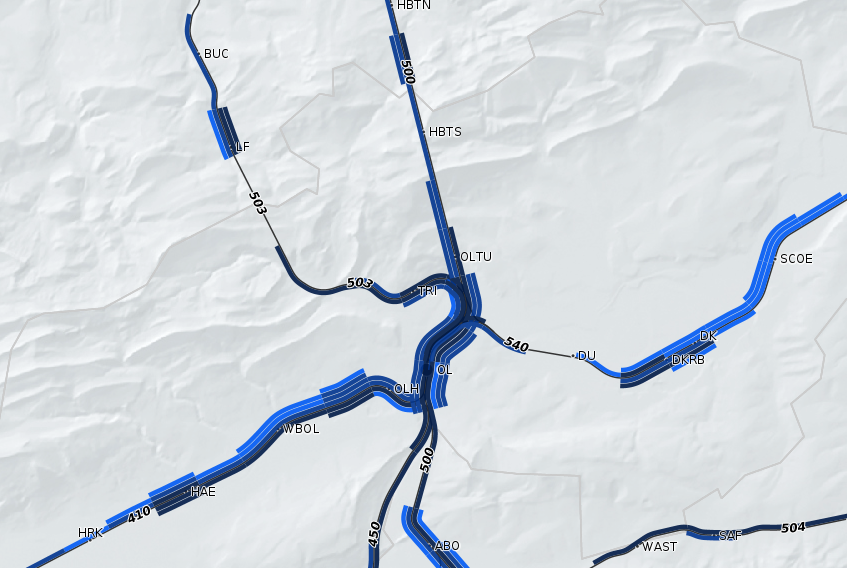 HBTN
BUC
500
HBTS
LF
503
OLTU
SCOE
503
TRI
540
DK
DU
DKRB
OL
OLH
WBOL
500
HAE
410
HRK
450
504
SAF
ABO
WAST